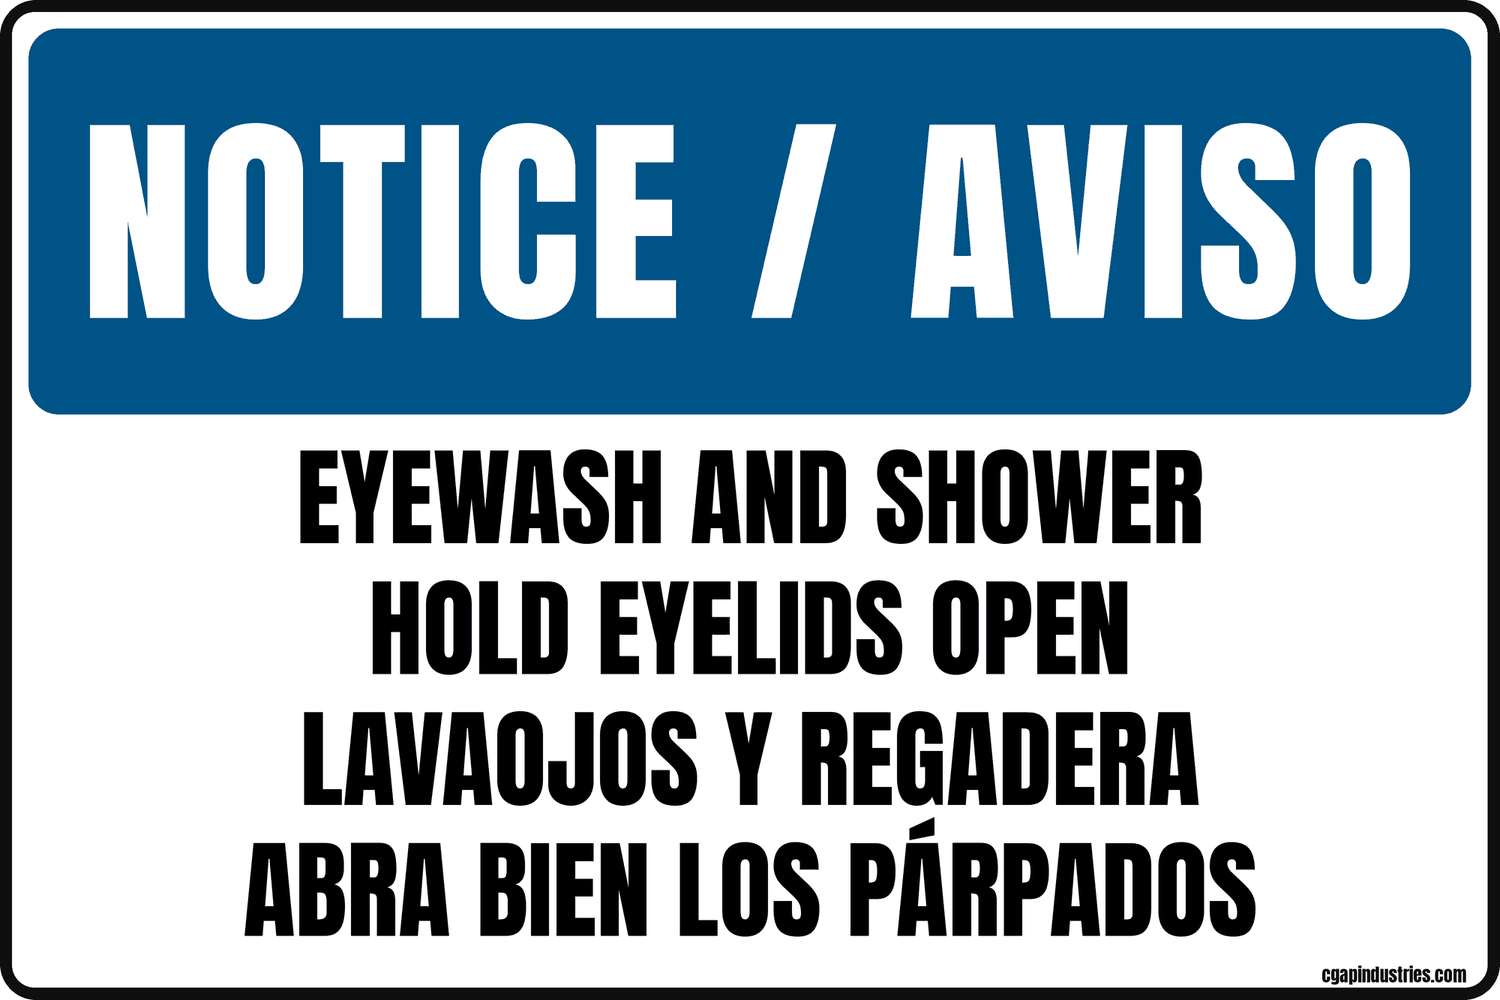 NOTICE / AVISO
EYEWASH AND SHOWER
HOLD EYELIDS OPEN
LAVAOJOS Y REGADERA
ABRA BIEN LOS PÁRPADOS
cgapindustries.com